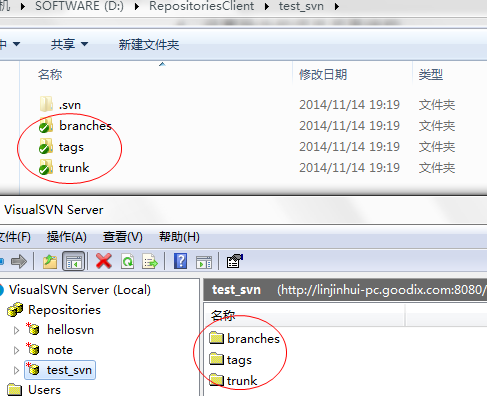 机 ▸ SOFTWARE (D:) ▸ RepositoriesClient ▸ test_svn ▸
中 ▾ 共享 ▾ 新建文件夹
名称 修改日期 类型
.svn 2014/11/14 19:19 文件夹
branches 2014/11/14 19:19 文件夹
tags 2014/11/14 19:19 文件夹
trunk 2014/11/14 19:19 文件夹
VisualSVN Server
文件(F) 操作(A) 查看(V) 帮助(H)
VisualSVN Server (Local)
Repositories
hellosvn
note
test_svn
Users
test_svn (http://linjinhui-pc.goodix.com:8080/
名称
branches
tags
trunk